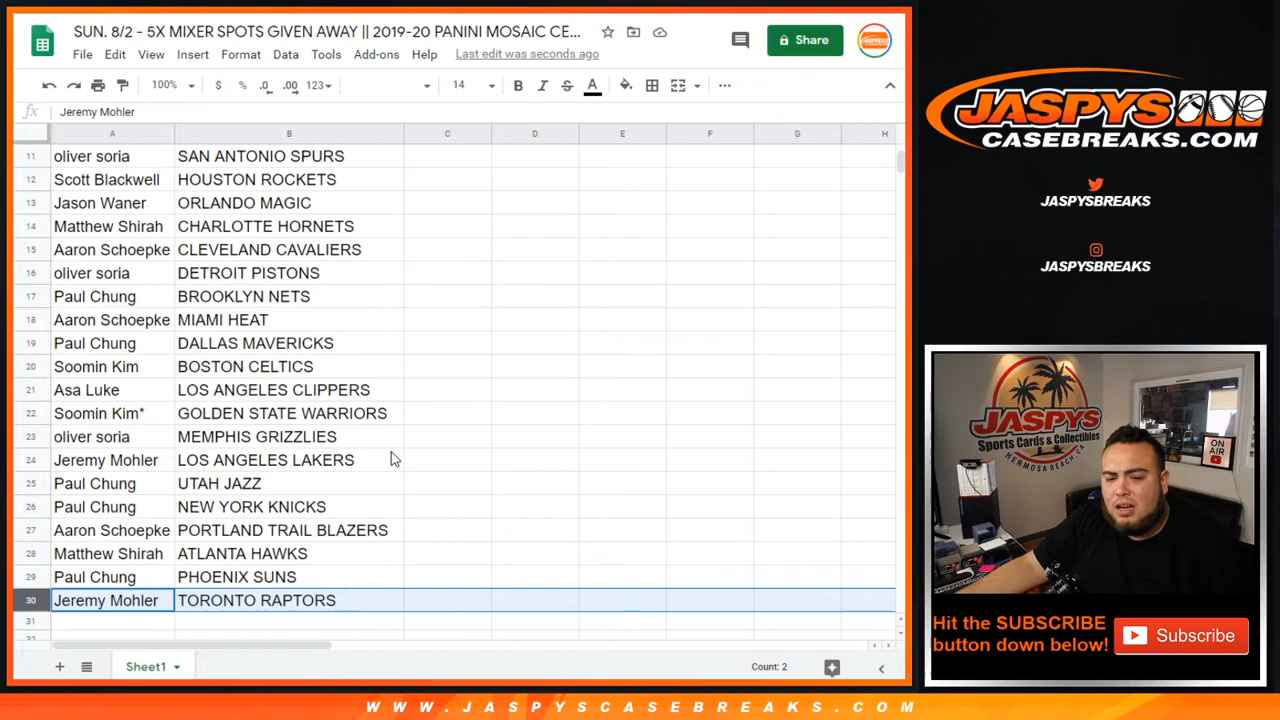 SUN. 8/2 - 5X MIXER SPOTS GIVEN AWAY || 2019-20 PANINI MOSAIC CE...
File Edit View Insert Format Data Tools Add-ons Help Last edit was seconds ago
Share
100% $ % .0 .00 123 14 B I S A
fx Jeremy Mohler
A B C D E F G H
11 oliver soria SAN ANTONIO SPURS
12 Scott Blackwell HOUSTON ROCKETS
13 Jason Waner ORLANDO MAGIC
14 Matthew Shirah CHARLOTTE HORNETS
15 Aaron Schoepke CLEVELAND CAVALIERS
16 oliver soria DETROIT PISTONS
17 Paul Chung BROOKLYN NETS
18 Aaron Schoepke MIAMI HEAT
19 Paul Chung DALLAS MAVERICKS
20 Soomin Kim BOSTON CELTICS
21 Asa Luke LOS ANGELES CLIPPERS
22 Soomin Kim* GOLDEN STATE WARRIORS
23 oliver soria MEMPHIS GRIZZLIES
24 Jeremy Mohler LOS ANGELES LAKERS
25 Paul Chung UTAH JAZZ
26 Paul Chung NEW YORK KNICKS
27 Aaron Schoepke PORTLAND TRAIL BLAZERS
28 Matthew Shirah ATLANTA HAWKS
29 Paul Chung PHOENIX SUNS
30 Jeremy Mohler TORONTO RAPTORS
31
32
Sheet1
Count: 2
JASPYS
CASEBREAKS.COM
JASPYSBREAKS
JASPYSBREAKS
JASPYS
Sports Cards & Collectibles
HERMOSA BEACH
ON AIR
Hit the SUBSCRIBE
button down below!
Subscribe
WWW.JASPYSCASEBREAKS.COM